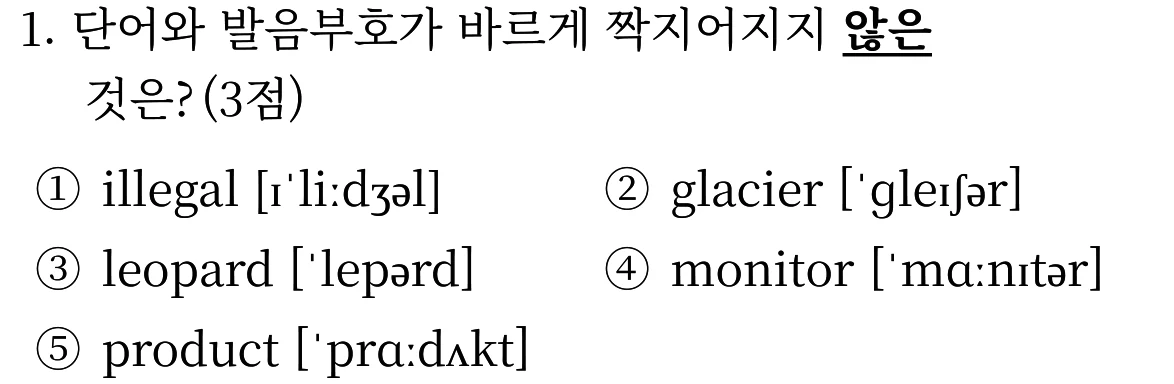 1. 단어와 발음부호가 바르게 짝지어지지 않은
것은?(3점)
① illegal [ɪˈliːdʒəl] ② glacier [ˈɡleɪʃər]
③ leopard [ˈlepərd] ④ monitor [ˈmɑːnɪtər]
⑤ product [ˈprɑːdʌkt]